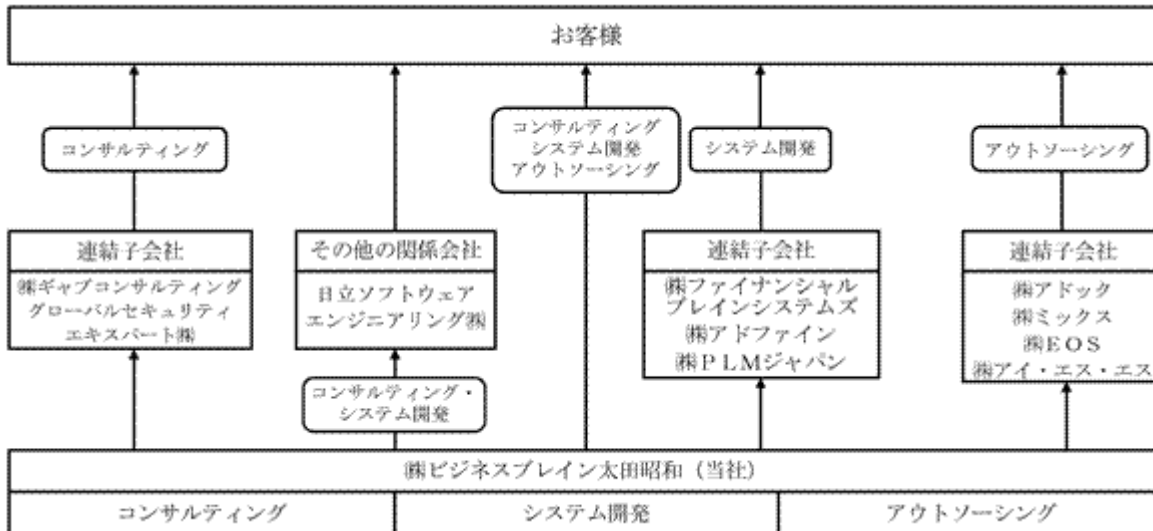 お客様
コンサルティング
コンサルティング
システム開発
アウトソーシング
システム開発
アウトソーシング
連結子会社
㈱ギャブコンサルティング
グローバルセキュリティ
エキスパート㈱
その他の関係会社
日立ソフトウェア
エンジニアリング㈱
連結子会社
㈱ファイナンシャル
ブレインシステムズ
㈱アドファイン
㈱ＰＬＭジャパン
連結子会社
㈱アドック
㈱ミックス
㈱ＥＯＳ
㈱アイ・エス・エス
コンサルティング・
システム開発
㈱ビジネスブレイン太田昭和（当社）
コンサルティング
システム開発
アウトソーシング